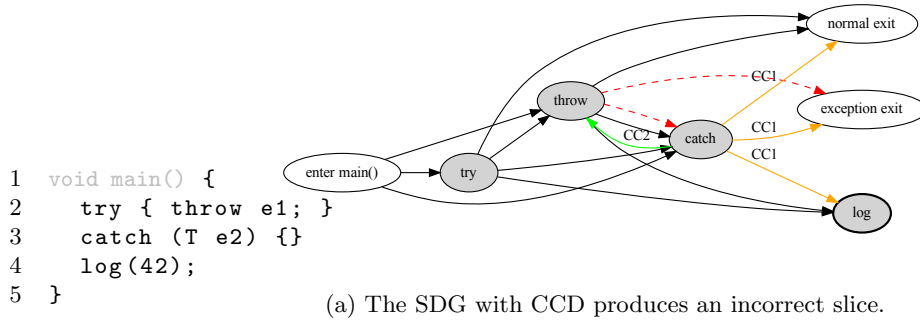 normal exit
CC1
throw
exception exit
CC2
CC1
catch
CC1
enter main()
try
log
1 void main() {
2 try { throw e1; }
3 catch (T e2) {}
4 log(42);
5 }
(a) The SDG with CCD produces an incorrect slice.